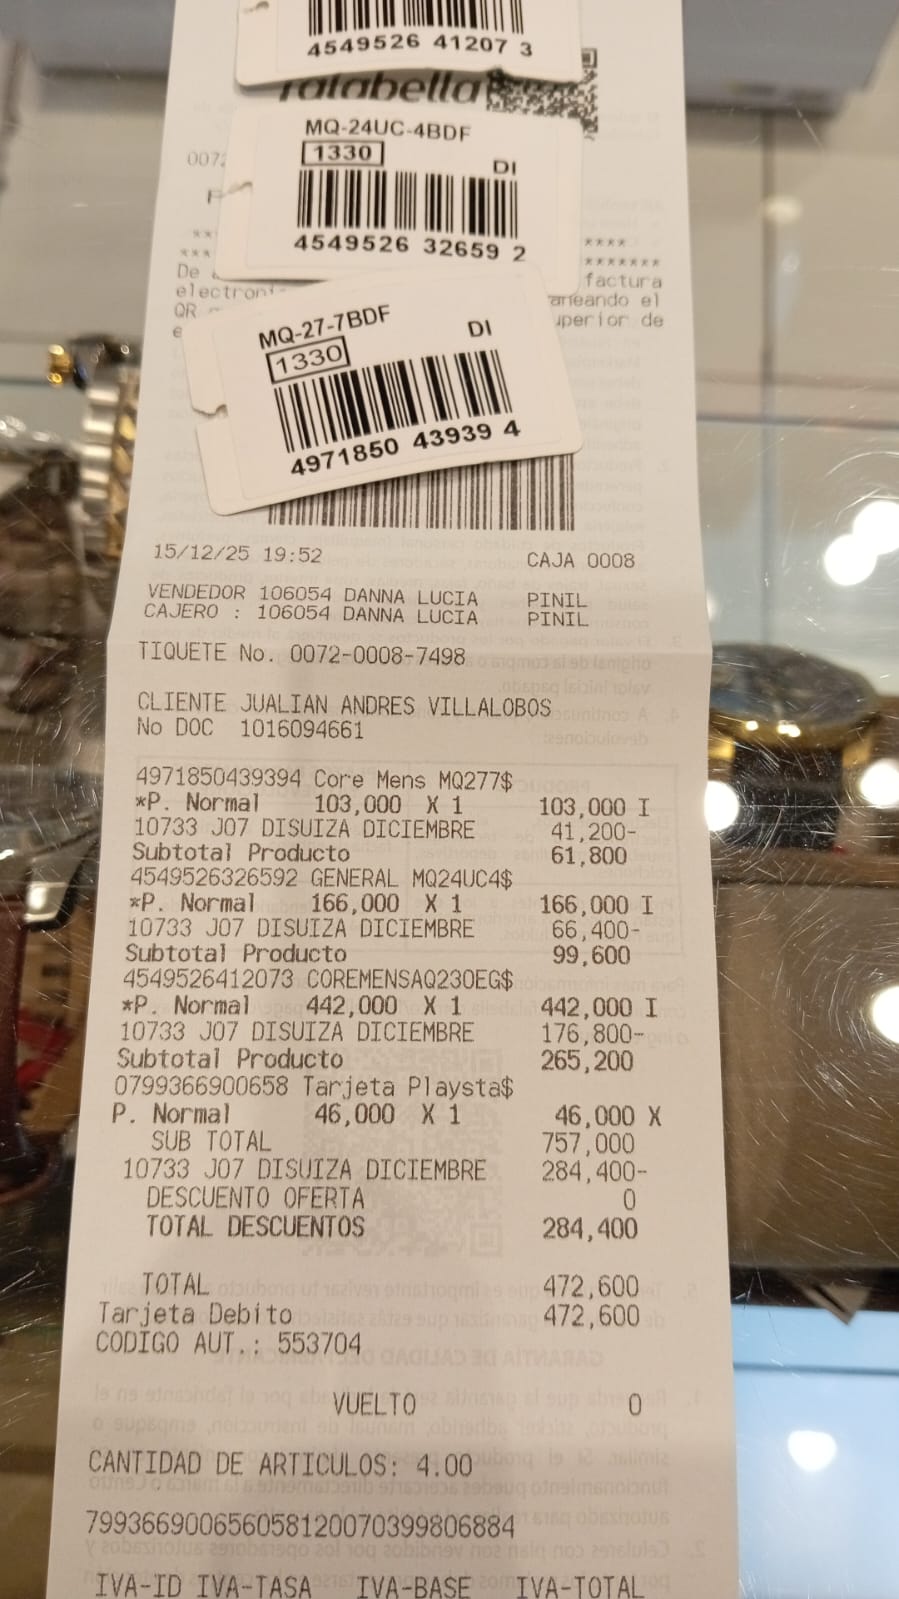 4549526 41207 3
falabella
MQ-24UC-4BDF
1330
DI
4549526 32659 2
De
factura
aneando el
QR
MQ-27-7BDF
1330
DI
4971850 43939 4
15/12/25 19:52 CAJA 0008
VENDEDOR 106054 DANNA LUCIA PINIL
CAJERO : 106054 DANNA LUCIA PINIL
TIQUETE No. 0072-0008-7498
CLIENTE JUALIAN ANDRES VILLALOBOS
No DOC 1016094661
4971850439394 Core Mens MQ277$
*P. Normal 103,000 X 1 103,000 I
10733 J07 DISUIZA DICIEMBRE 41,200-
Subtotal Producto 61,800
4549526326592 GENERAL MQ24UC4$
*P. Normal 166,000 X 1 166,000 I
10733 J07 DISUIZA DICIEMBRE 66,400-
Subtotal Producto 99,600
4549526412073 COREMENSAQ230EG$
*P. Normal 442,000 X 1 442,000 I
10733 J07 DISUIZA DICIEMBRE 176,800-
Subtotal Producto 265,200
0799366900658 Tarjeta Playsta$
P. Normal 46,000 X 1 46,000 X
SUB TOTAL 757,000
10733 J07 DISUIZA DICIEMBRE 284,400-
DESCUENTO OFERTA 0
TOTAL DESCUENTOS 284,400
TOTAL 472,600
Tarjeta Debito 472,600
CODIGO AUT.: 553704
VUELTO 0
CANTIDAD DE ARTICULOS: 4.00
799366900656058120070399806884
IVA-ID IVA-TASA IVA-BASE IVA-TOTAL